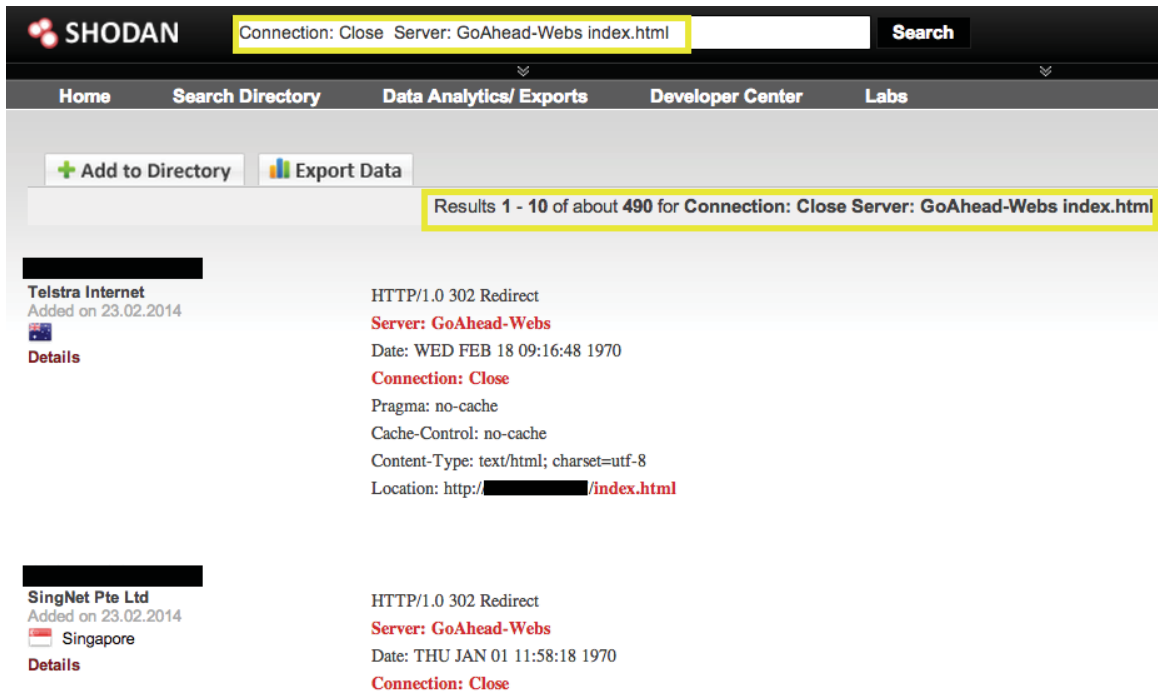 SHODAN
Connection: Close  Server: GoAhead-Webs index.html
Search
Home Search Directory Data Analytics/ Exports Developer Center Labs
Add to Directory Export Data
Results 1 - 10 of about 490 for Connection: Close Server: GoAhead-Webs index.html
Telstra Internet
Added on 23.02.2014
Details
HTTP/1.0 302 Redirect
Server: GoAhead-Webs
Date: WED FEB 18 09:16:48 1970
Connection: Close
Pragma: no-cache
Cache-Control: no-cache
Content-Type: text/html; charset=utf-8
Location: http:// /index.html
SingNet Pte Ltd
Added on 23.02.2014
Singapore
Details
HTTP/1.0 302 Redirect
Server: GoAhead-Webs
Date: THU JAN 01 11:58:18 1970
Connection: Close